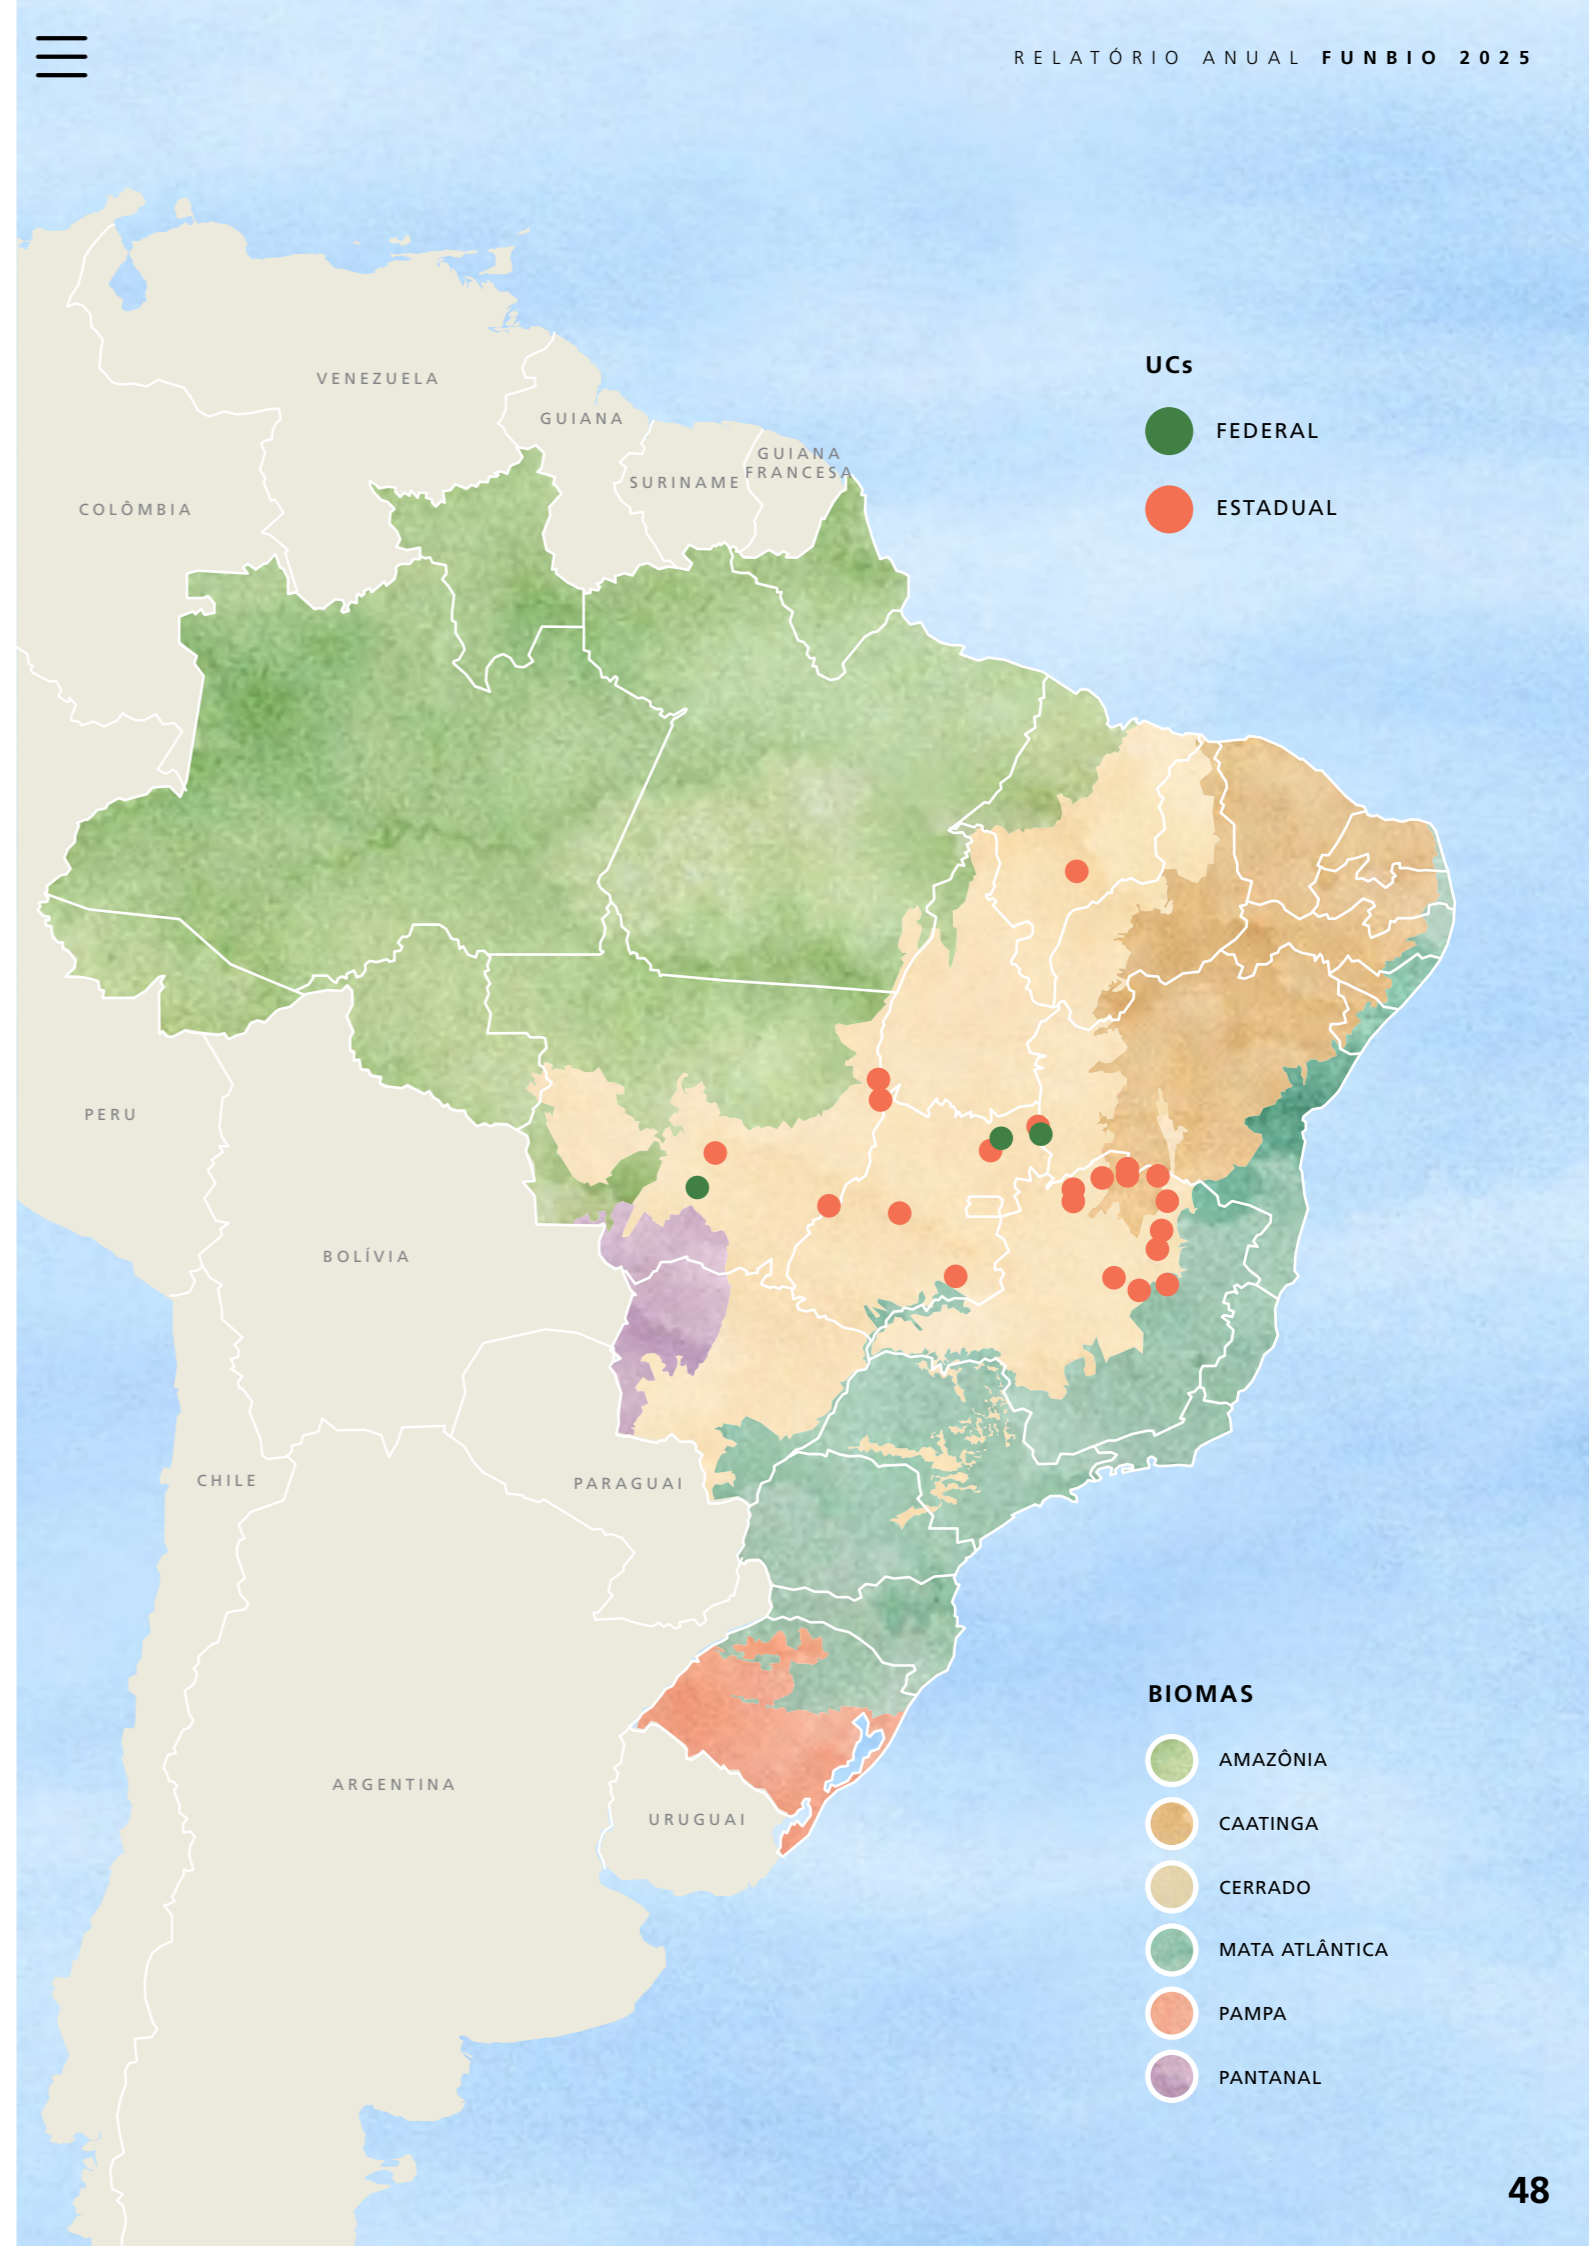 RELATÓRIO ANUAL FUNBIO 2025
UCs
FEDERAL
ESTADUAL
VENEZUELA
GUIANA
SURINAME
GUIANA
FRANCESA
COLÔMBIA
PERU
BOLÍVIA
CHILE
PARAGUAI
ARGENTINA
URUGUAI
BIOMAS
AMAZÔNIA
CAATINGA
CERRADO
MATA ATLÂNTICA
PAMPA
PANTANAL
48